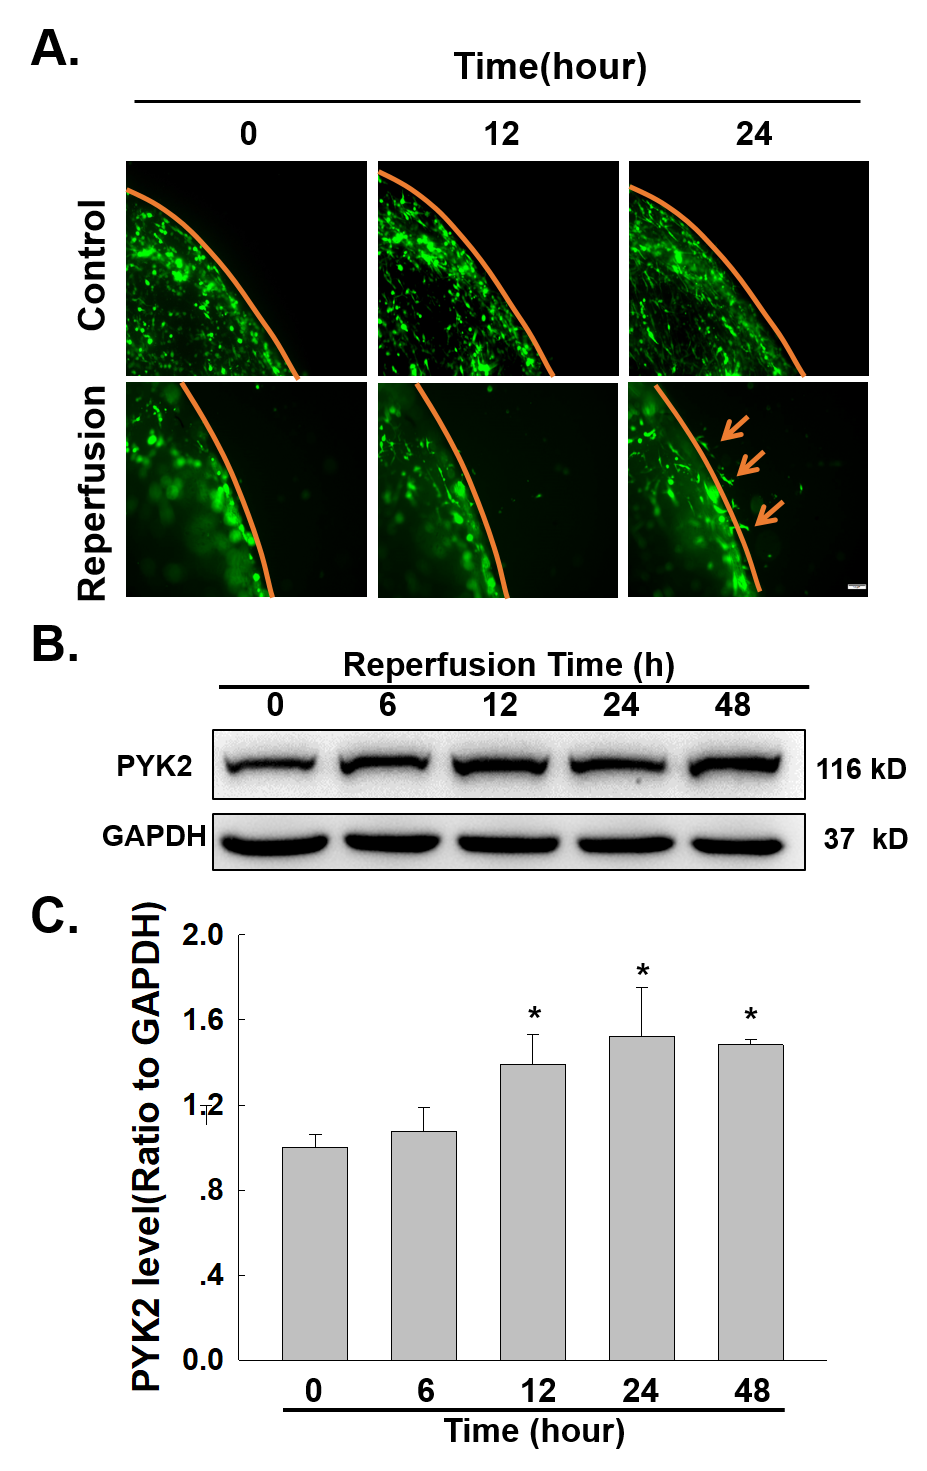 A.
Time(hour)
0 12 24
Control
Reperfusion
B.
Reperfusion Time (h)
0 6 12 24 48
PYK2 116 kD
GAPDH 37 kD
C.
PYK2 level(Ratio to GAPDH)
2.0
1.6
1.2
.8
.4
0.0
* * *
0 6 12 24 48
Time (hour)